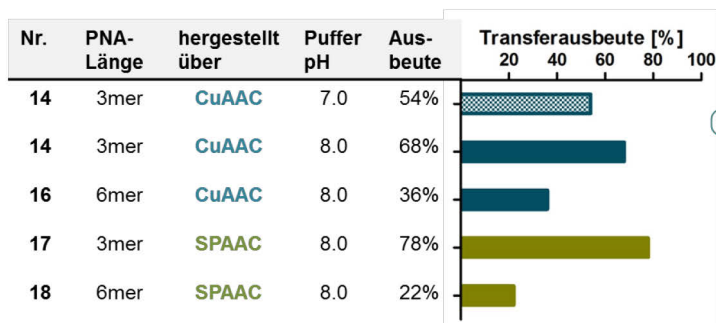 Nr. PNA- hergestellt Puffer Aus- Transferausbeute [%]
Länge über pH beute 20 40 60 80 100
14 3mer CuAAC 7.0 54%
14 3mer CuAAC 8.0 68%
16 6mer CuAAC 8.0 36%
17 3mer SPAAC 8.0 78%
18 6mer SPAAC 8.0 22%